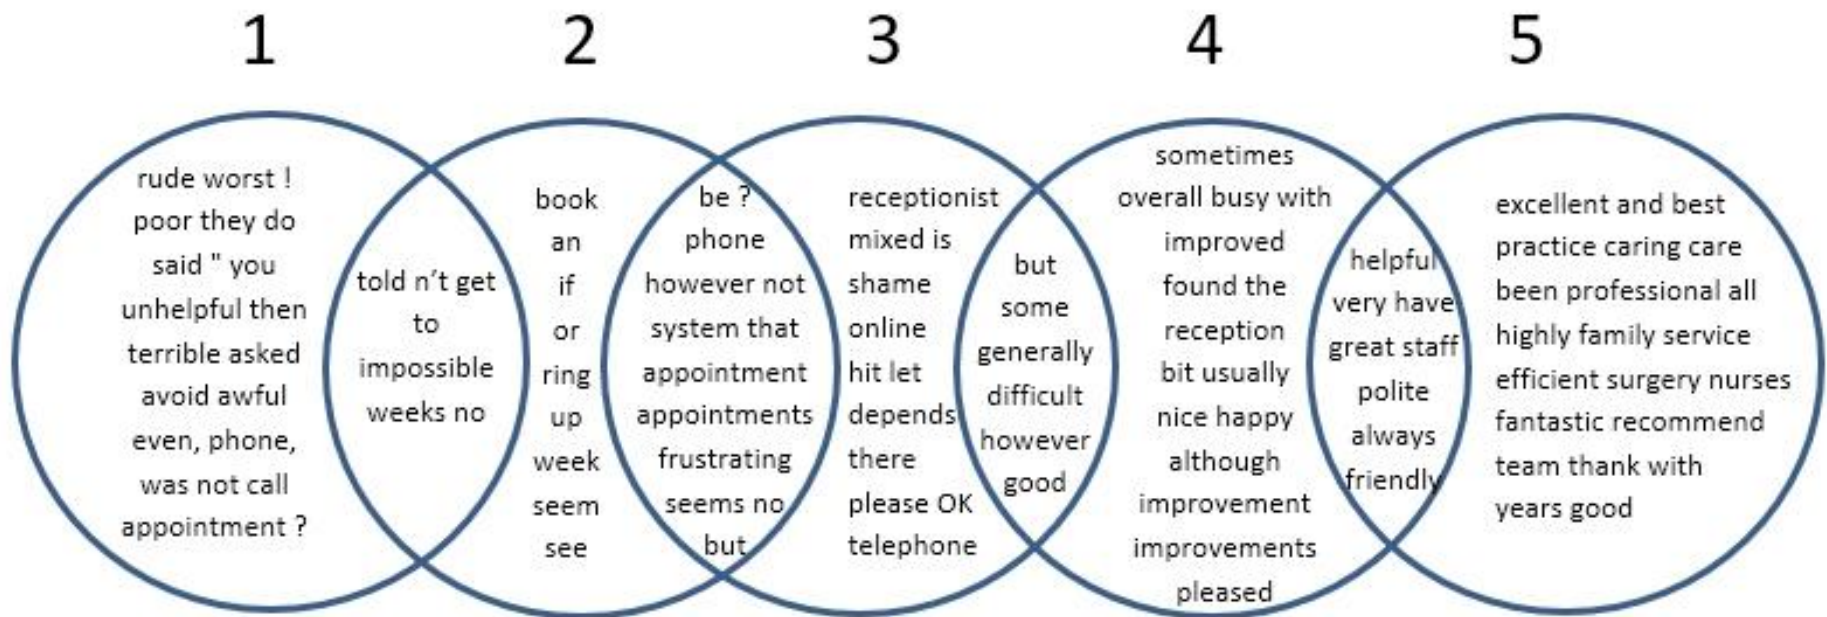 1 2 3 4 5
rude worst !
poor they do
said " you
unhelpful then
terrible asked
avoid awful
even, phone,
was not call
appointment ?
told n’t get
to
impossible
weeks no
book
an
if
or
ring
up
week
seem
see
be ?
phone
however not
system that
appointment
appointments
frustrating
seems no
but
receptionist
mixed is
shame
online
hit let
depends
there
please OK
telephone
but
some
generally
difficult
however
good
sometimes
overall busy with
improved
found the
reception
bit usually
nice happy
although
improvement
improvements
pleased
helpful
very have
great staff
polite
always
friendly
excellent and best
practice caring care
been professional all
highly family service
efficient surgery nurses
fantastic recommend
team thank with
years good